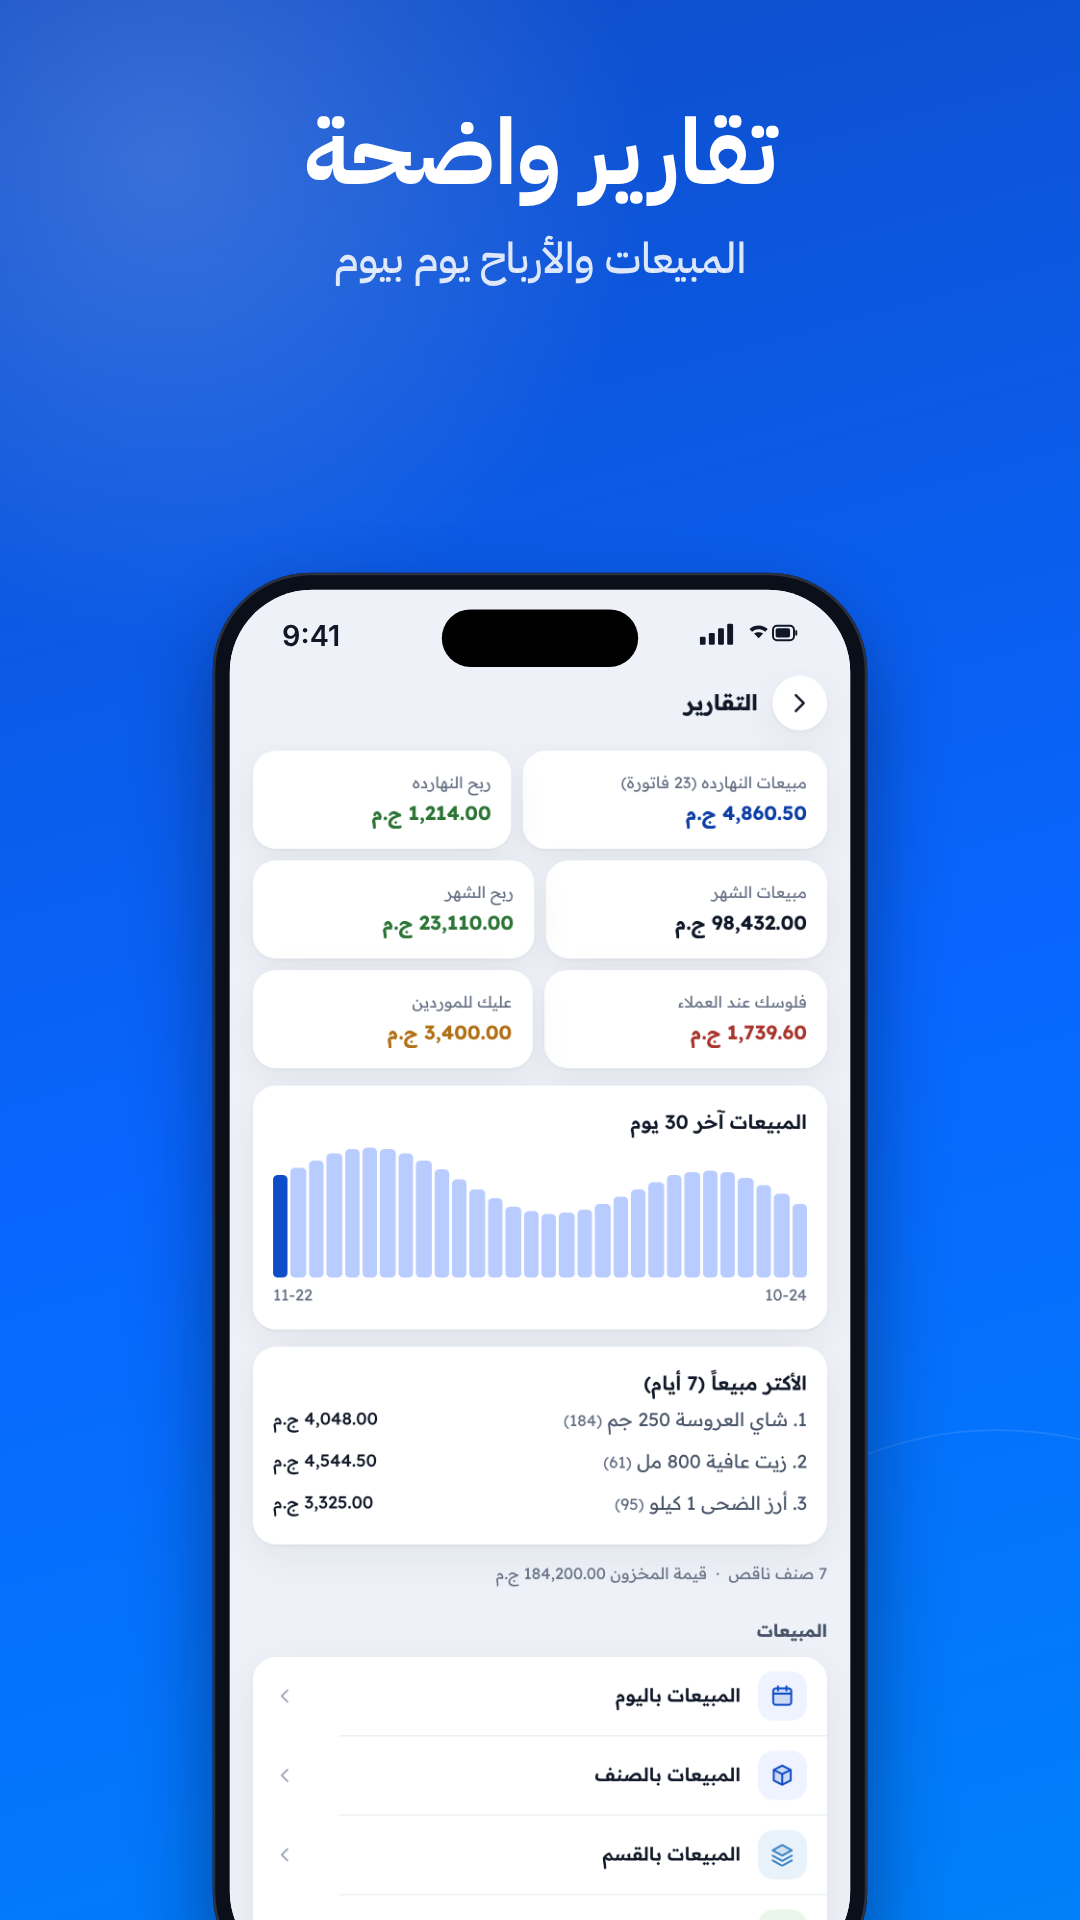 تقارير واضحة
المبيعات والأرباح يوم بيوم
9:41
التقارير
مبيعات النهارده (23 فاتورة)
4,860.50 ج.م
ربح النهارده
1,214.00 ج.م
مبيعات الشهر
98,432.00 ج.م
ربح الشهر
23,110.00 ج.م
فلوسك عند العملاء
1,739.60 ج.م
عليك للموردين
3,400.00 ج.م
المبيعات آخر 30 يوم
10-24
11-22
الأكتر مبيعاً (7 أيام)
1. شاي العروسة 250 جم (184) 4,048.00 ج.م
2. زيت عافية 800 مل (61) 4,544.50 ج.م
3. أرز الضحى 1 كيلو (95) 3,325.00 ج.م
7 صنف ناقص · قيمة المخزون 184,200.00 ج.م
المبيعات
المبيعات باليوم
المبيعات بالصنف
المبيعات بالقسم